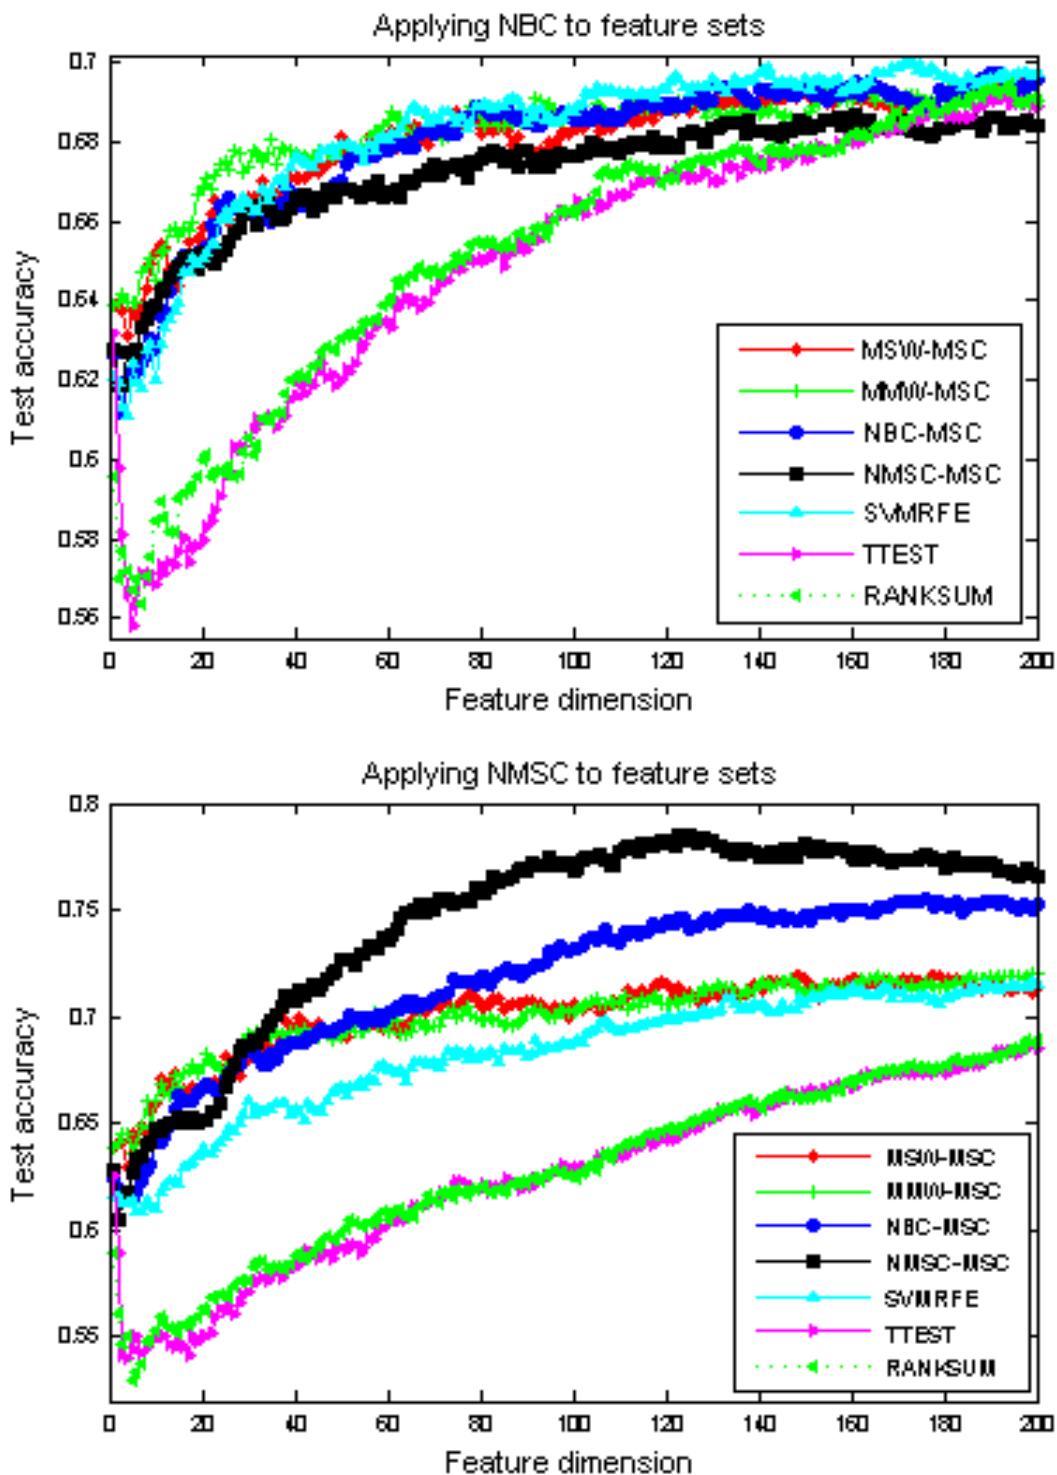 Applying NBC to feature sets
0.7
0.68
0.66
0.64
0.62
0.6
0.58
0.56
Test accuracy
MSW-MSC
MMW-MSC
NBC-MSC
NMSC-MSC
SVMRFE
TTEST
RANKSUM
0 20 40 60 80 100 120 140 160 180 200
Feature dimension
Applying NMSC to feature sets
0.8
0.75
0.7
0.65
0.6
0.55
Test accuracy
MSW-MSC
MMW-MSC
NBC-MSC
NMSC-MSC
SVMRFE
TTEST
RANKSUM
0 20 40 60 80 100 120 140 160 180 200
Feature dimension